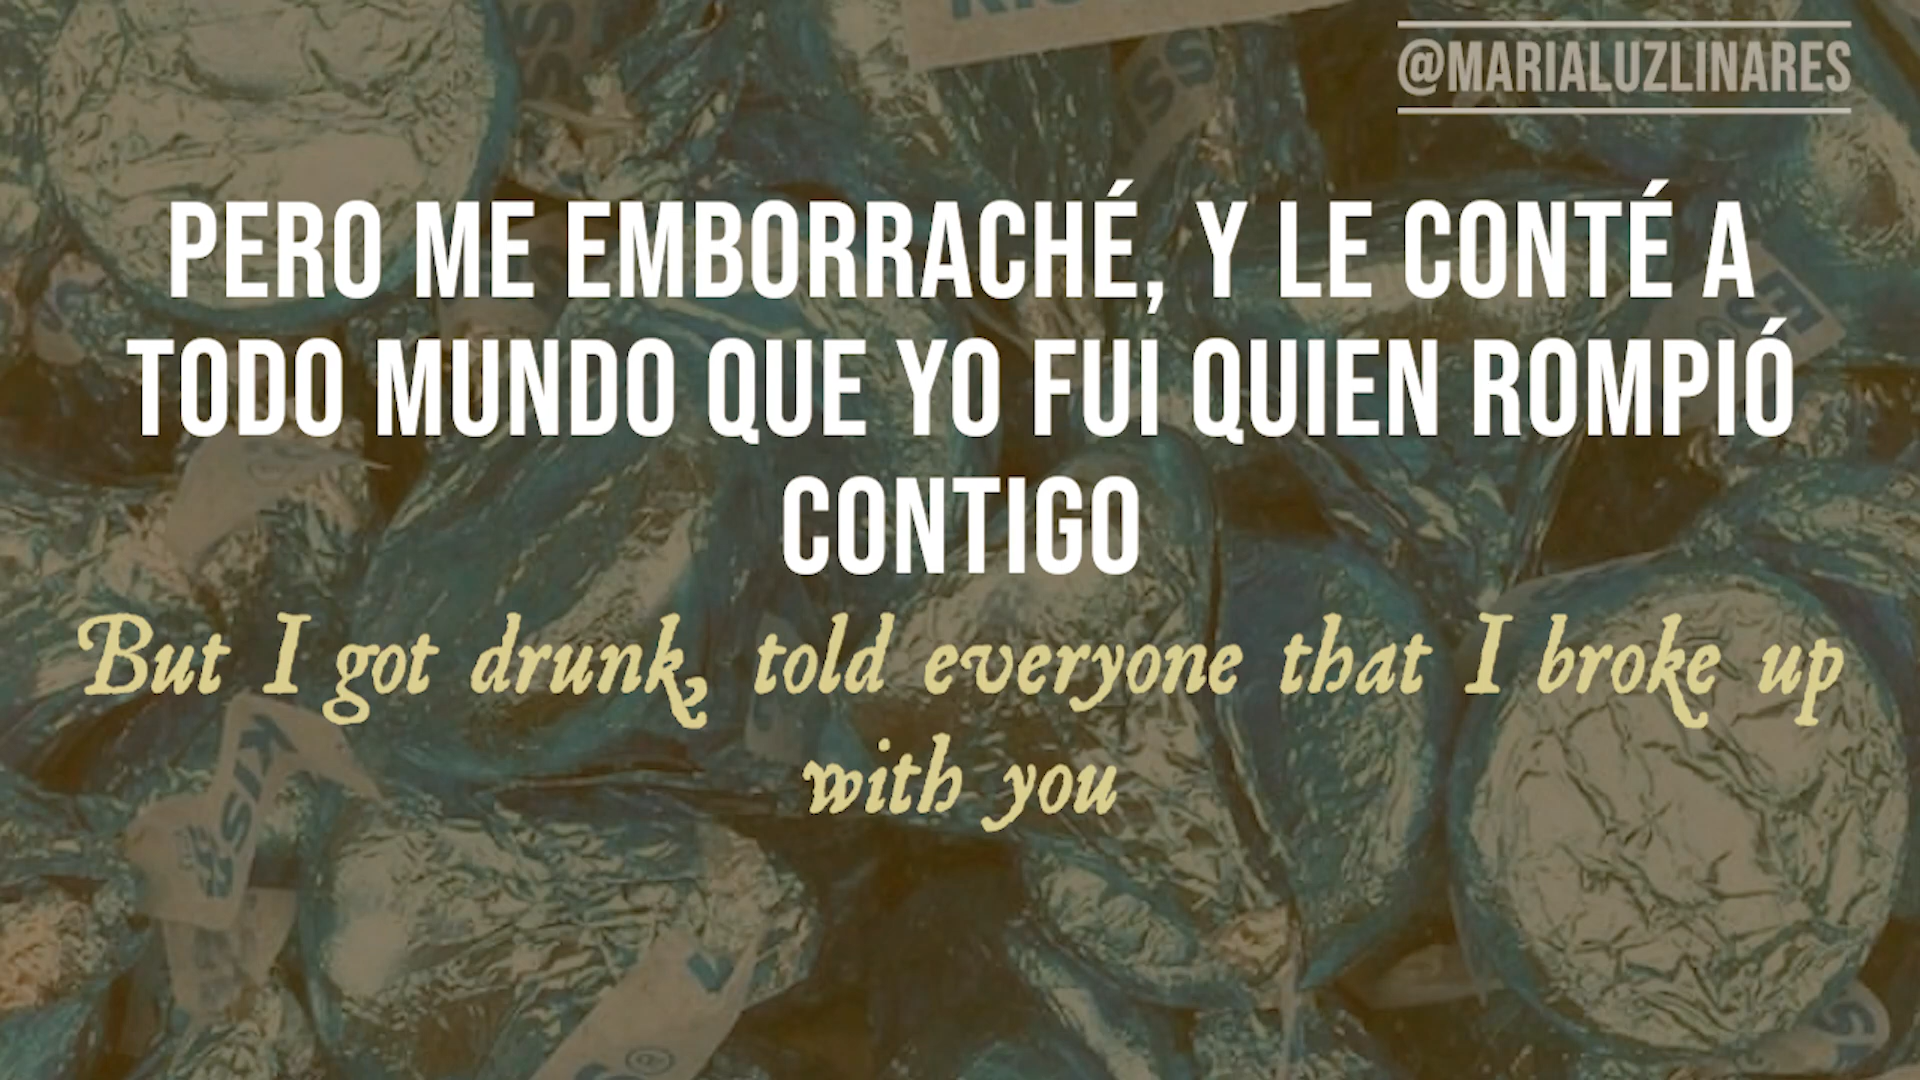 @MARIALUZLINARES
PERO ME EMBORRACHÉ, Y LE CONTÉ A
TODO MUNDO QUE YO FUI QUIEN ROMPIÓ
CONTIGO
But I got drunk, told everyone that I broke up
with you
KISS